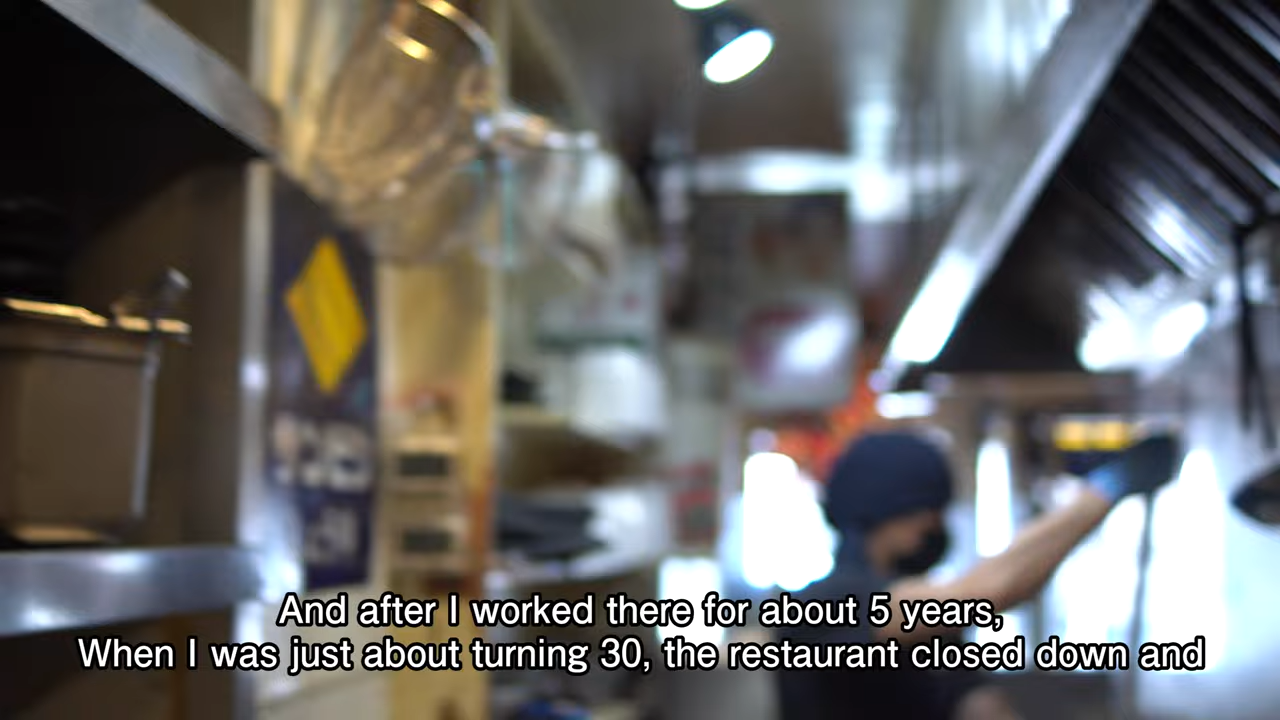 And after I worked there for about 5 years,
When I was just about turning 30, the restaurant closed down and